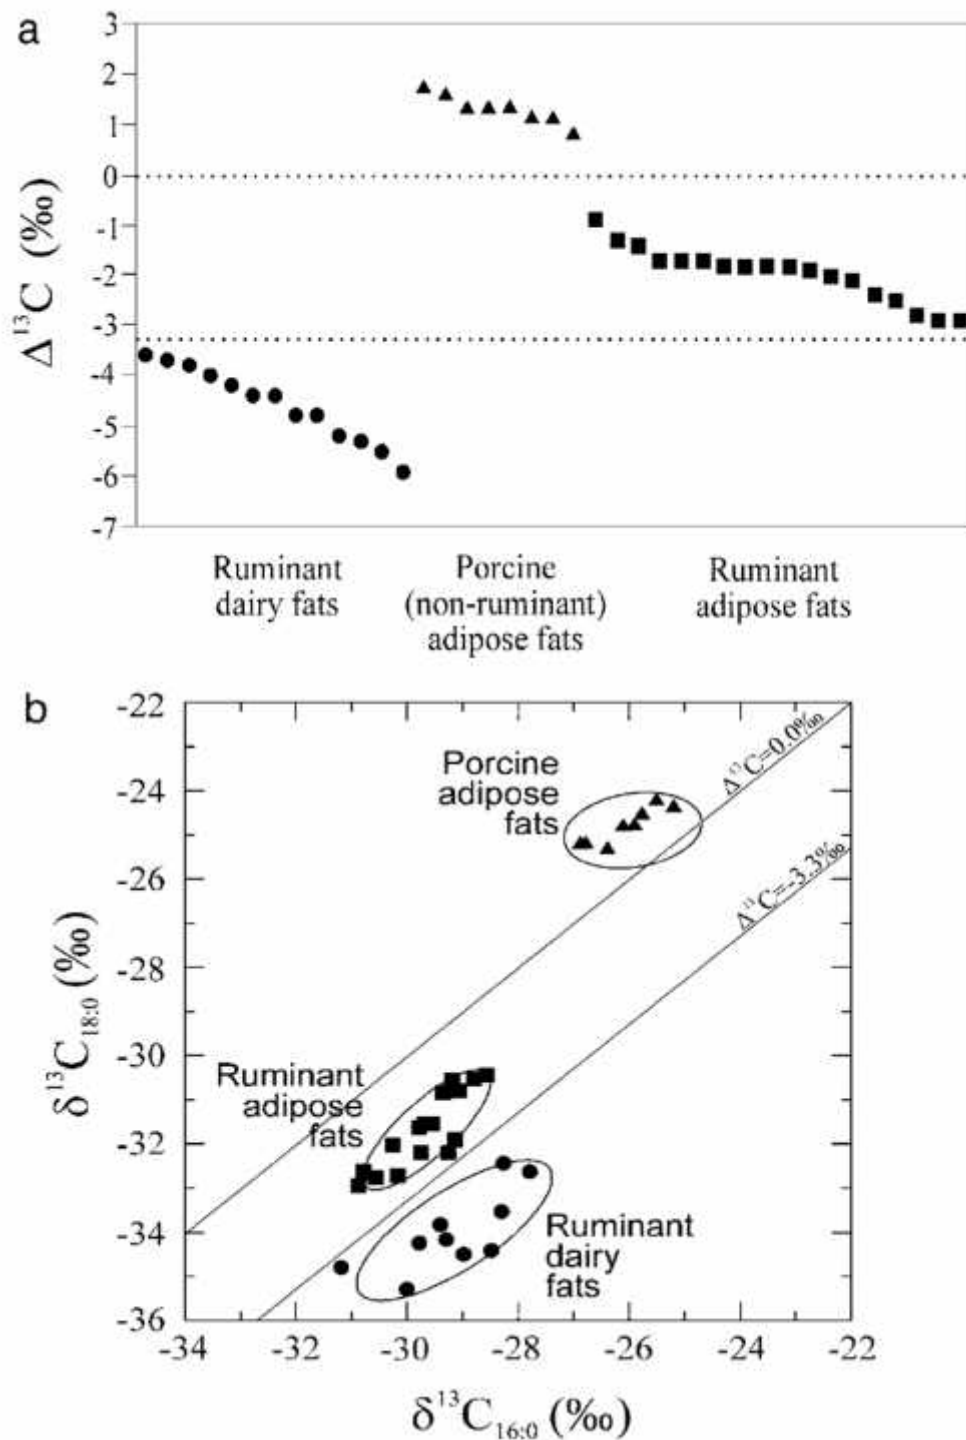 a
3
2
1
0
-1
-2
-3
-4
-5
-6
-7
Δ¹³C (‰)
Ruminant
dairy fats
Porcine
(non-ruminant)
adipose fats
Ruminant
adipose fats
b
-22
-24
-26
-28
-30
-32
-34
-36
δ¹³C₁₈:₀ (‰)
Porcine
adipose
fats
Δ¹³C=0.0‰
Δ¹³C=-3.3‰
Ruminant
adipose
fats
Ruminant
dairy
fats
-34
-32
-30
-28
-26
-24
-22
δ¹³C₁₆:₀ (‰)